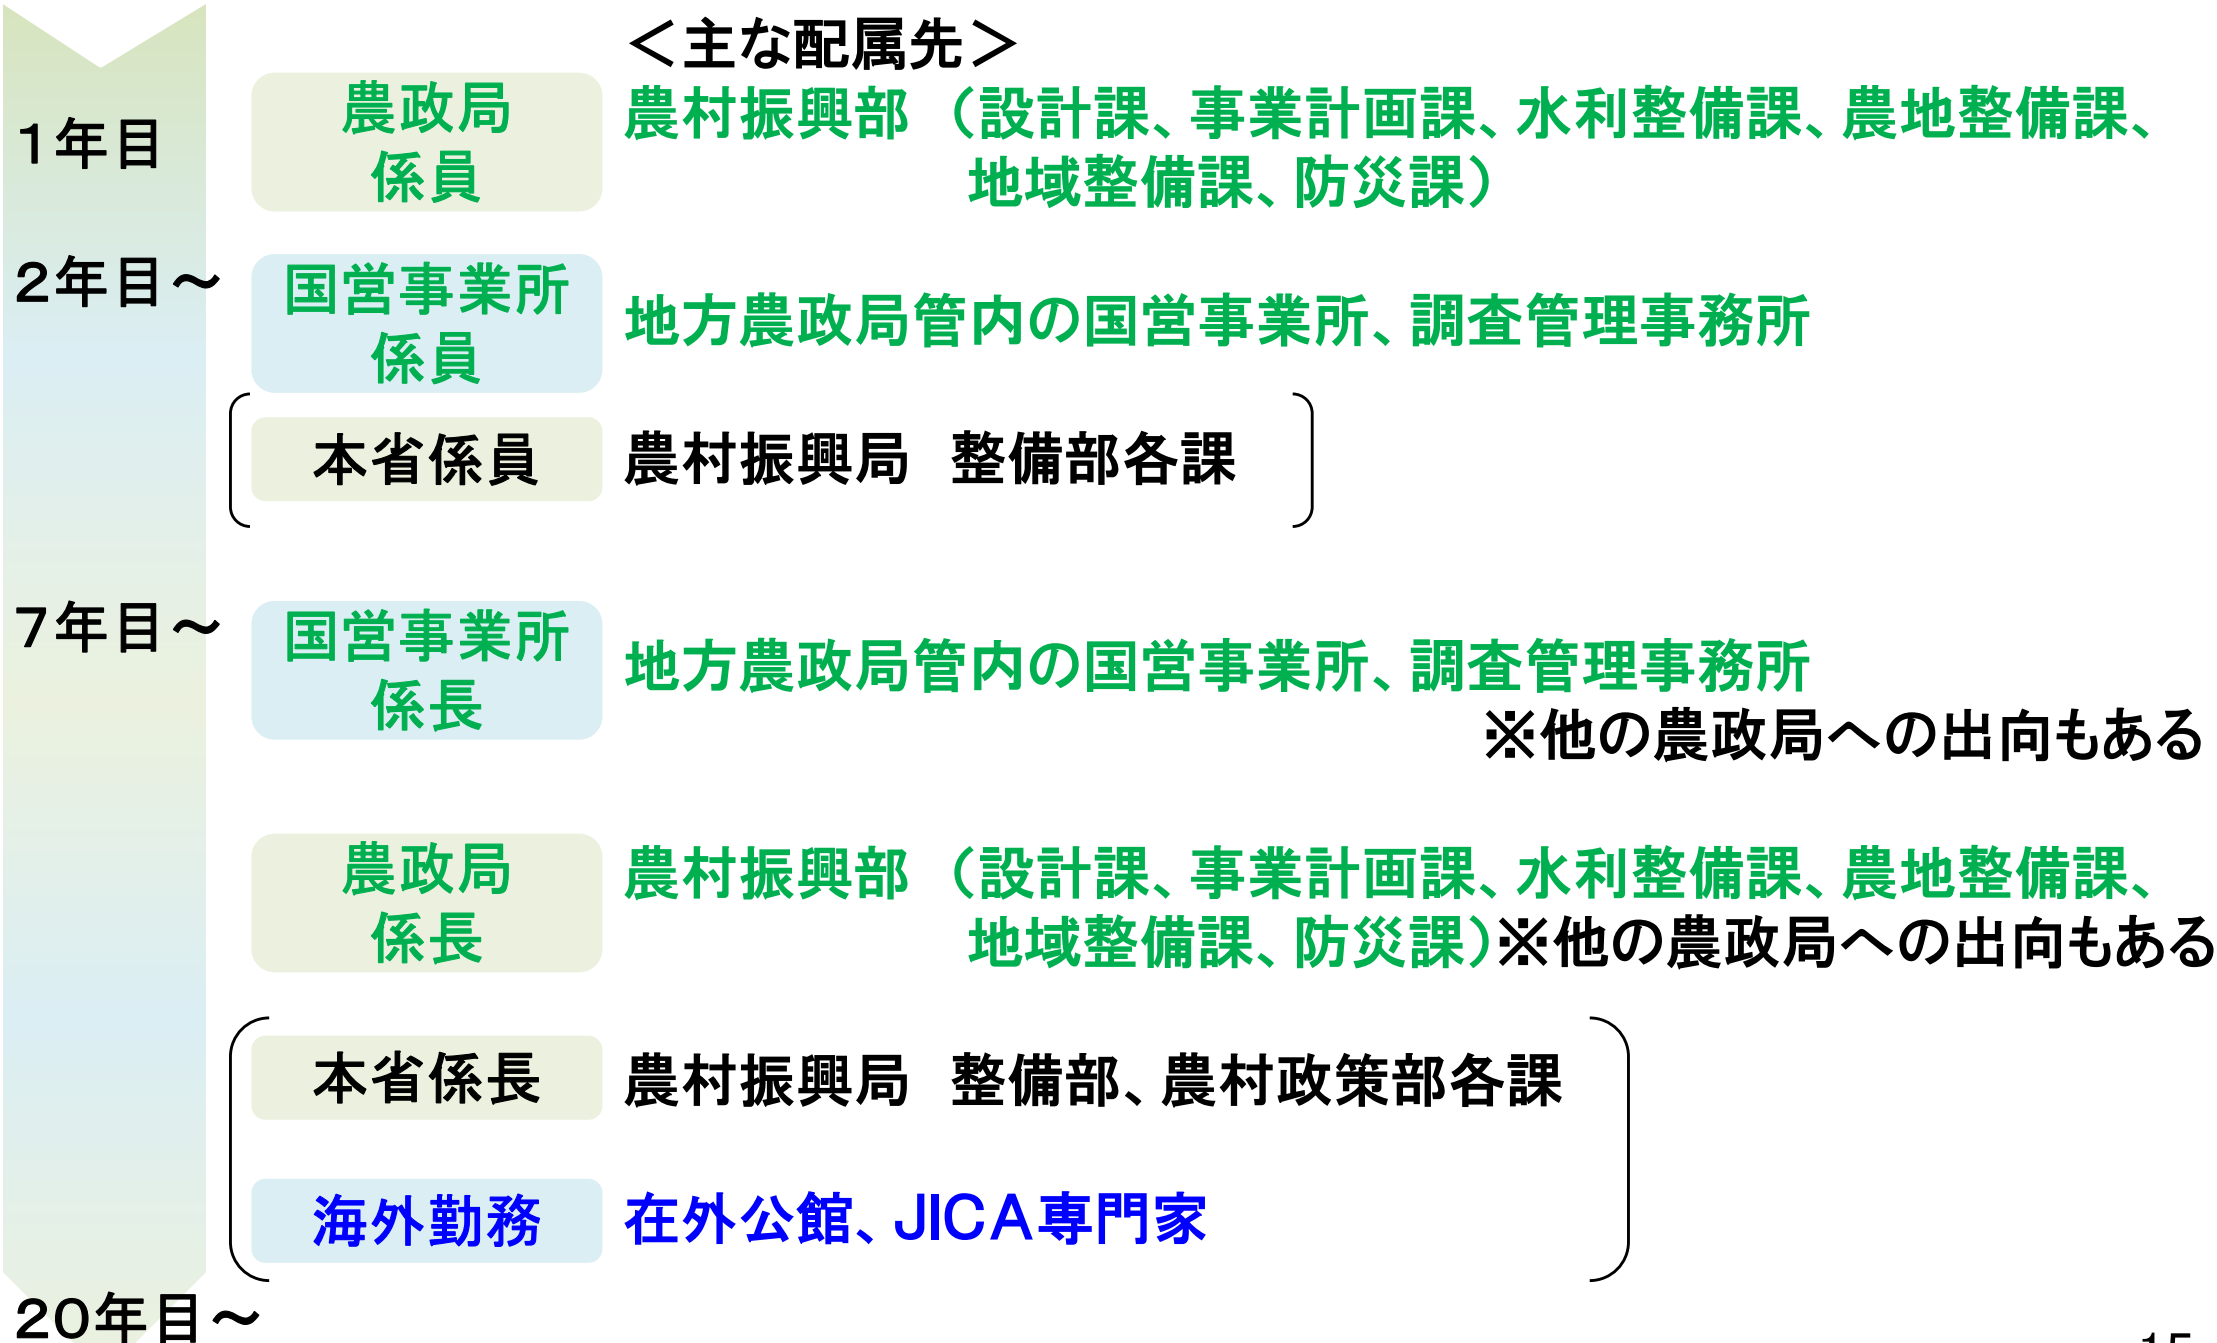 ＜主な配属先＞
1年目
農政局
係員
農村振興部 （設計課、事業計画課、水利整備課、農地整備課、
地域整備課、防災課）
2年目～
国営事業所
係員
地方農政局管内の国営事業所、調査管理事務所
本省係員
農村振興局　整備部各課
7年目～
国営事業所
係長
地方農政局管内の国営事業所、調査管理事務所
※他の農政局への出向もある
農政局
係長
農村振興部 （設計課、事業計画課、水利整備課、農地整備課、
地域整備課、防災課）※他の農政局への出向もある
本省係長
農村振興局　整備部、農村政策部各課
海外勤務
在外公館、JICA専門家
20年目～